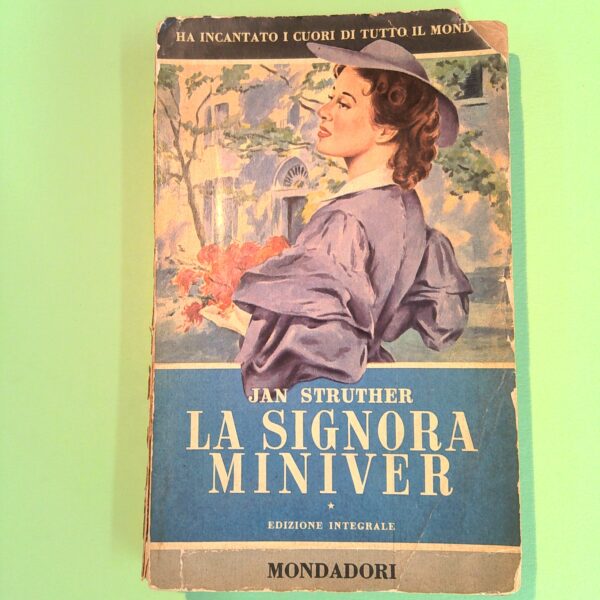 HA INCANTATO I CUORI DI TUTTO IL MOND
JAN STRUTHER
LA SIGNORA
MINIVER
EDIZIONE INTEGRALE
MONDADORI